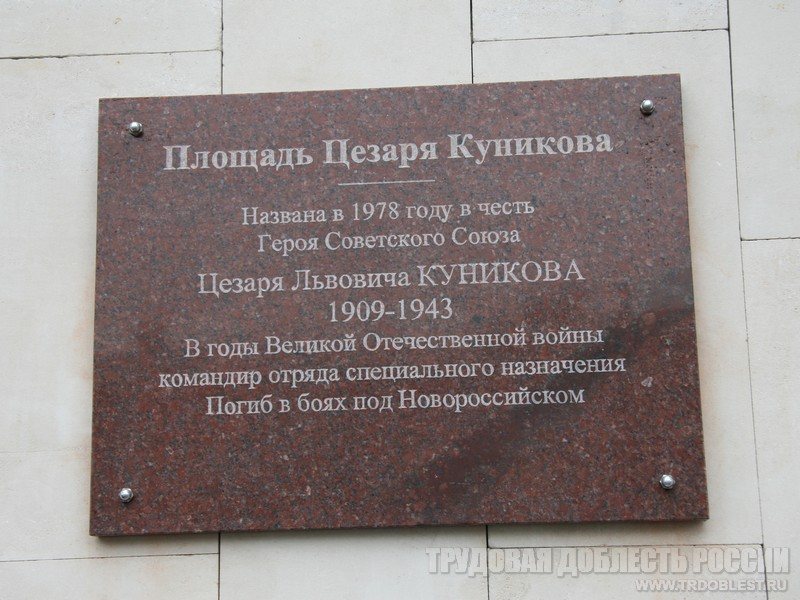 Площадь Цезаря Куникова
Названа в 1978 году в честь
Героя Советского Союза
Цезаря Львовича КУНИКОВА
1909-1943
В годы Великой Отечественной войны
командир отряда специального назначения
Погиб в боях под Новороссийском
ТРУДОВАЯ ДОБЛЕСТЬ РОССИИ
WWW.TRDOBLEST.RU